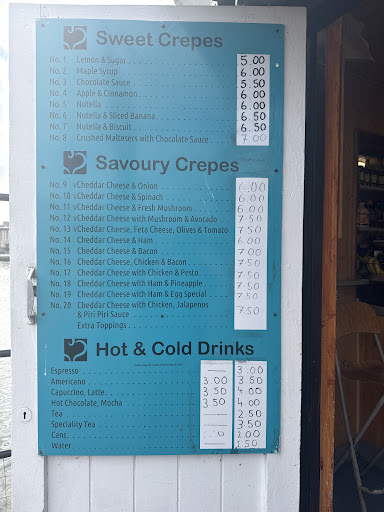 Sweet Crepes
No. 1 Lemon & Sugar 5.00
No. 2 Maple Syrup 6.00
No. 3 Chocolate Sauce 5.50
No. 4 Apple & Cinnamon 6.00
No. 5 Nutella 6.00
No. 6 Nutella & Sliced Banana 6.50
No. 7 Nutella & Biscuit 6.50
No. 8 Crushed Maltesers with Chocolate Sauce 7.00
Savoury Crepes
No. 9 vCheddar Cheese & Onion 6.00
No. 10 vCheddar Cheese & Spinach 6.00
No. 11 vCheddar Cheese & Fresh Mushroom 6.00
No. 12 vCheddar Cheese with Mushroom & Avocado 7.50
No. 13 vCheddar Cheese, Feta Cheese, Olives & Tomato 7.50
No. 14 Cheddar Cheese & Ham 6.00
No. 15 Cheddar Cheese & Bacon 7.00
No. 16 Cheddar Cheese, Chicken & Bacon 7.50
No. 17 Cheddar Cheese with Chicken & Pesto 7.50
No. 18 Cheddar Cheese with Ham & Pineapple 7.50
No. 19 Cheddar Cheese with Ham & Egg Special 7.50
No. 20 Cheddar Cheese with Chicken, Jalapenos
& Piri Piri Sauce 7.50
Extra Toppings
Hot & Cold Drinks
Espresso 3.00
Americano 3.00 3.50
Capuccino, Latte 3.50 4.00
Hot Chocolate, Mocha 3.50 4.00
Tea 2.50
Speciality Tea 3.50
Cans 2.00
Water 1.50